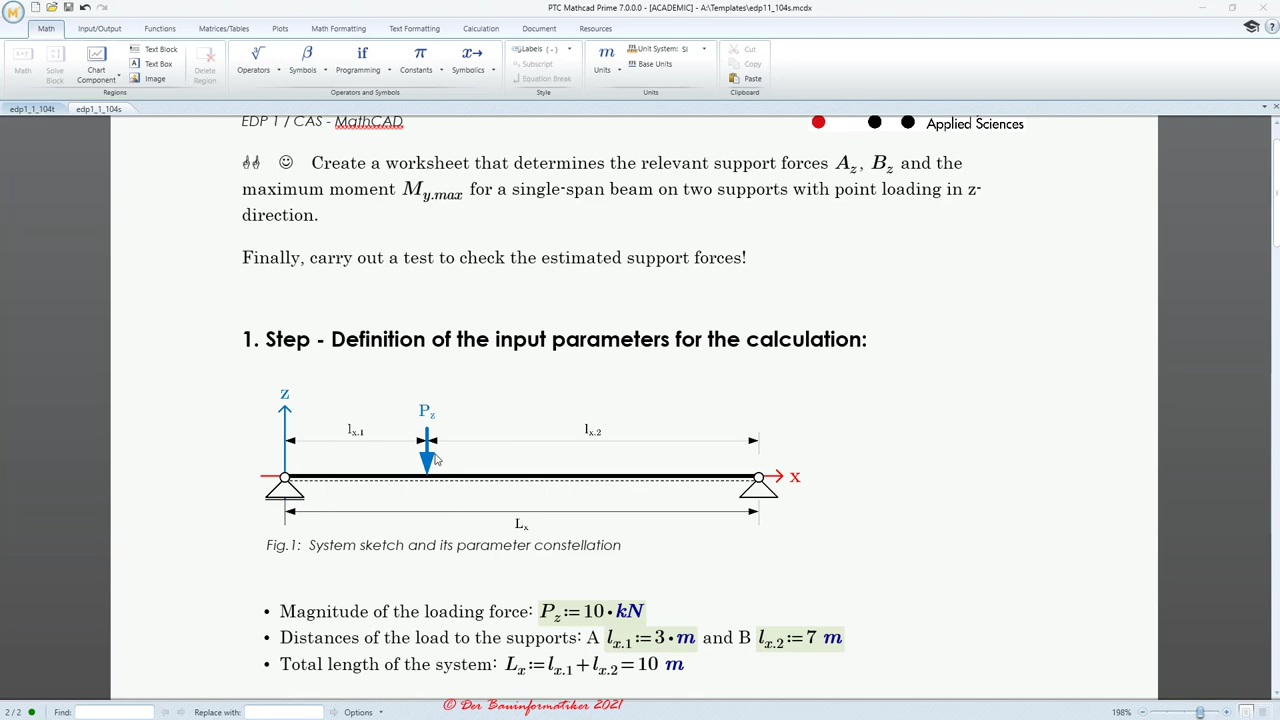 PTC Mathcad Prime 7.0.0.0 - [ACADEMIC] - A:\Templates\edp11_104s.mcdx
Math Input/Output Functions Matrices/Tables Plots Math Formatting Text Formatting Calculation Document Resources
Math Solve Block Chart Component Text Block Text Box Image Delete Region
Operators Symbols Programming Constants Symbolics
Labels ( – ) Subscript Equation Break
Units Unit System: SI Base Units
Cut Copy Paste
Regions Operators and Symbols Style Units Clipboard
edp1_1_104t edp1_1_104s
EDP 1 / CAS - MathCAD Applied Sciences
Create a worksheet that determines the relevant support forces A_z, B_z and the
maximum moment M_y.max for a single-span beam on two supports with point loading in z-
direction.
Finally, carry out a test to check the estimated support forces!
1. Step - Definition of the input parameters for the calculation:
z
P_z
l_x.1 l_x.2
x
L_x
Fig.1: System sketch and its parameter constellation
• Magnitude of the loading force: P_z := 10 • kN
• Distances of the load to the supports: A l_x.1 := 3 • m and B l_x.2 := 7 m
• Total length of the system: L_x := l_x.1 + l_x.2 = 10 m
© Der Bauinformatiker 2021
2 / 2 Find: Replace with: Options 198%